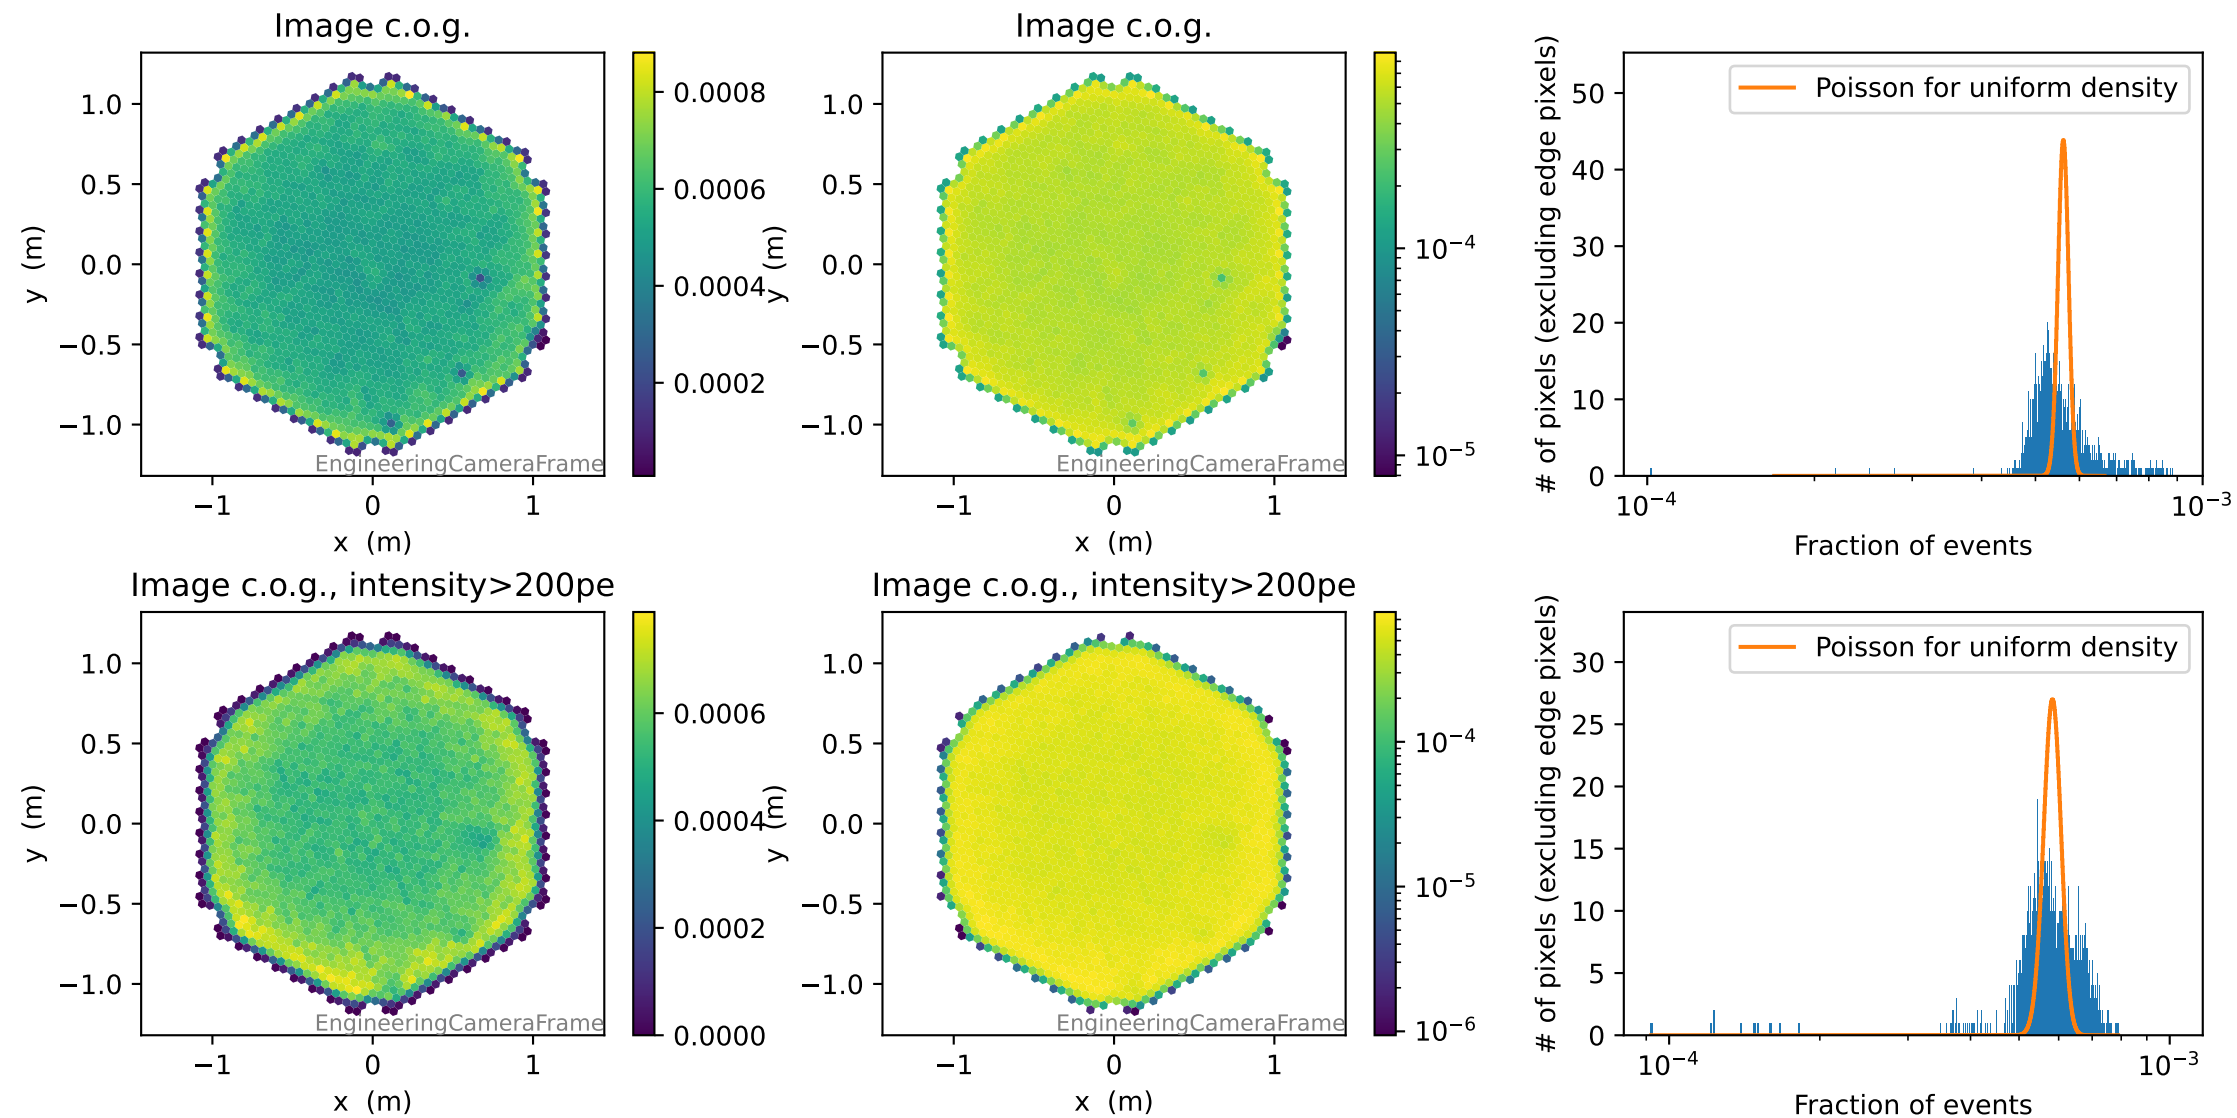 Image c.o.g.
1.0
0.5
0.0
−0.5
−1.0
y (m)
−1 0 1
x (m)
EngineeringCameraFrame
0.0008
0.0006
0.0004
0.0002
Image c.o.g.
1.0
0.5
0.0
−0.5
−1.0
y (m)
−1 0 1
x (m)
EngineeringCameraFrame
10⁻⁴
10⁻⁵
Poisson for uniform density
# of pixels (excluding edge pixels)
50
40
30
20
10
0
10⁻⁴ 10⁻³
Fraction of events
Image c.o.g., intensity>200pe
1.0
0.5
0.0
−0.5
−1.0
y (m)
−1 0 1
x (m)
EngineeringCameraFrame
0.0006
0.0004
0.0002
0.0000
Image c.o.g., intensity>200pe
1.0
0.5
0.0
−0.5
−1.0
y (m)
−1 0 1
x (m)
EngineeringCameraFrame
10⁻⁴
10⁻⁵
10⁻⁶
Poisson for uniform density
# of pixels (excluding edge pixels)
30
25
20
15
10
5
0
10⁻⁴ 10⁻³
Fraction of events